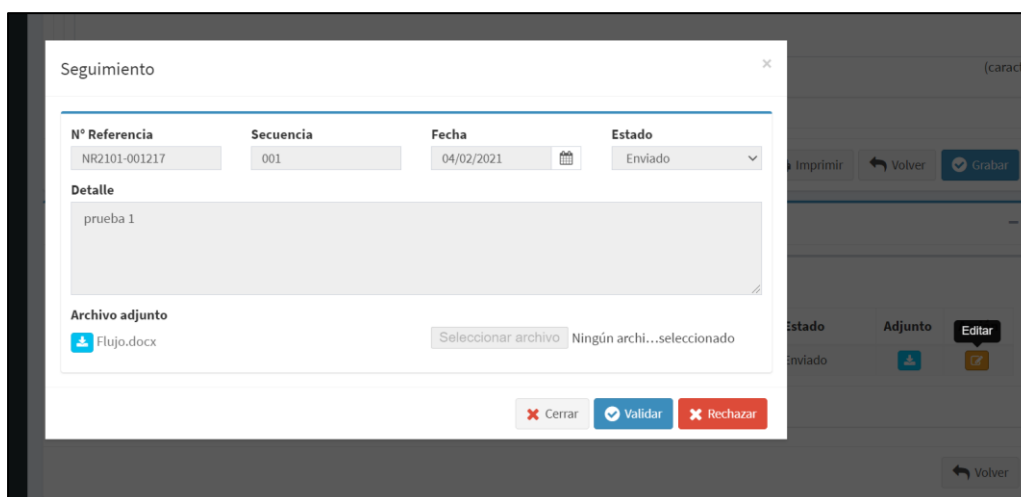 Seguimiento
×
(caract
N° Referencia Secuencia Fecha Estado
NR2101-001217 001 04/02/2021 Enviado
Imprimir Volver Grabar
Detalle
prueba 1
Archivo adjunto
Flujo.docx Seleccionar archivo Ningún archi...seleccionado
Estado Adjunto Editar
Enviado
Cerrar Validar Rechazar
Volver